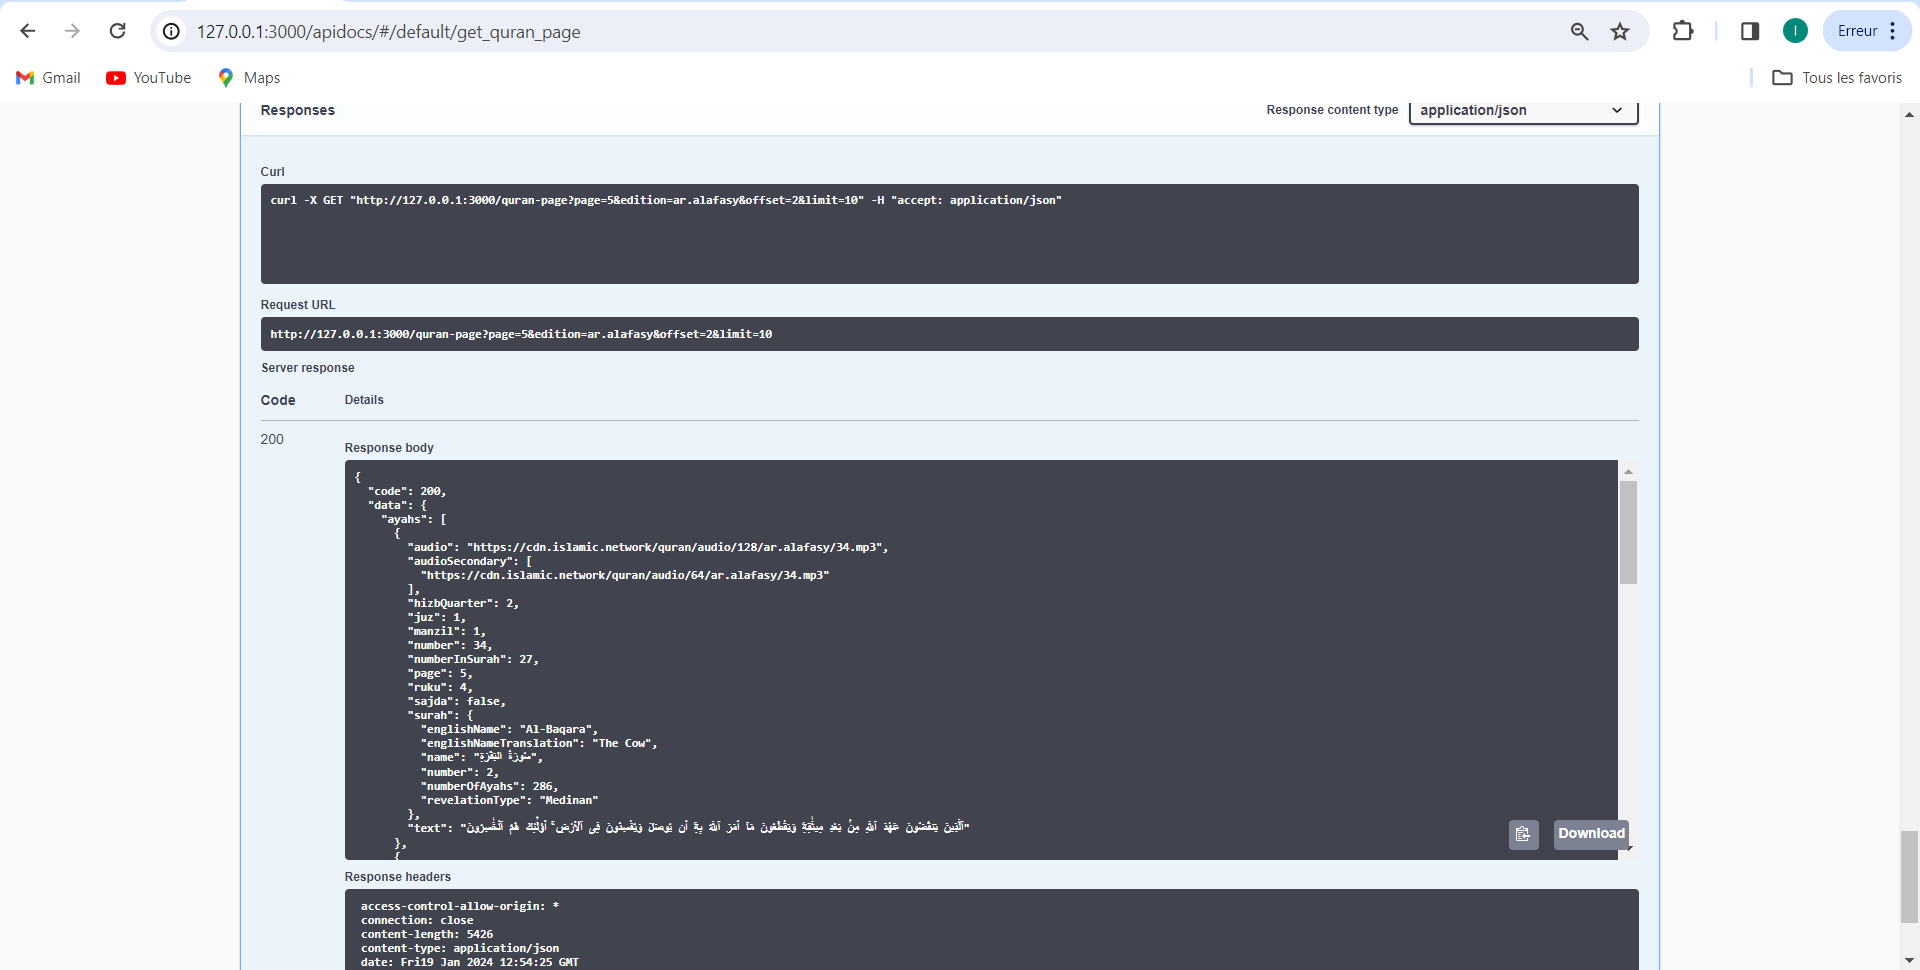 127.0.0.1:3000/apidocs/#/default/get_quran_page
Erreur
Gmail
YouTube
Maps
Tous les favoris
Responses
Response content type
application/json
Curl
curl -X GET "http://127.0.0.1:3000/quran-page?page=5&edition=ar.alafasy&offset=2&limit=10" -H "accept: application/json"
Request URL
http://127.0.0.1:3000/quran-page?page=5&edition=ar.alafasy&offset=2&limit=10
Server response
Code
Details
200
Response body
{
"code": 200,
"data": {
"ayahs": [
{
"audio": "https://cdn.islamic.network/quran/audio/128/ar.alafasy/34.mp3",
"audioSecondary": [
"https://cdn.islamic.network/quran/audio/64/ar.alafasy/34.mp3"
],
"hizbQuarter": 2,
"juz": 1,
"manzil": 1,
"number": 34,
"numberInSurah": 27,
"page": 5,
"ruku": 4,
"sajda": false,
"surah": {
"englishName": "Al-Baqara",
"englishNameTranslation": "The Cow",
"name": "سُورَةُ البَقَرَةِ",
"number": 2,
"numberOfAyahs": 286,
"revelationType": "Medinan"
},
"text": "ٱلَّذِينَ يَنقُضُونَ عَهْدَ ٱللَّهِ مِنۢ بَعْدِ مِيثَٰقِهِۦ وَيَقْطَعُونَ مَآ أَمَرَ ٱللَّهُ بِهِۦٓ أَن يُوصَلَ وَيُفْسِدُونَ فِى ٱلْأَرْضِ ۚ أُو۟لَٰٓئِكَ هُمُ ٱلْخَٰسِرُونَ"
},
{
Download
Response headers
access-control-allow-origin: *
connection: close
content-length: 5426
content-type: application/json
date: Fri19 Jan 2024 12:54:25 GMT